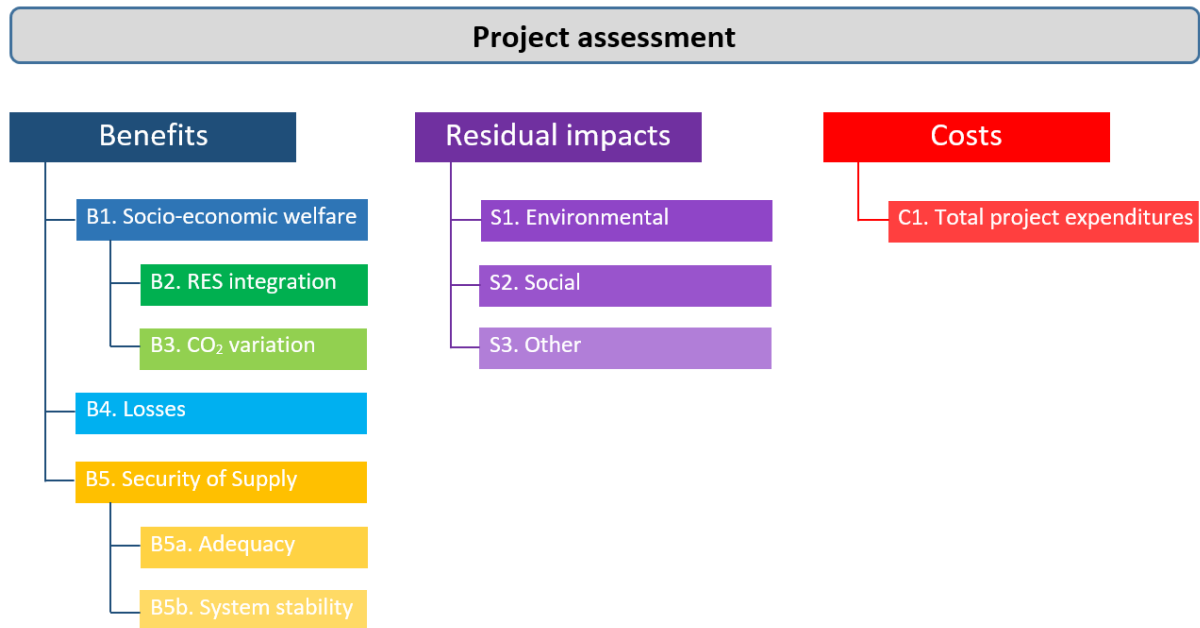 Project assessment
Benefits
B1. Socio-economic welfare
B2. RES integration
B3. CO₂ variation
B4. Losses
B5. Security of Supply
B5a. Adequacy
B5b. System stability
Residual impacts
S1. Environmental
S2. Social
S3. Other
Costs
C1. Total project expenditures